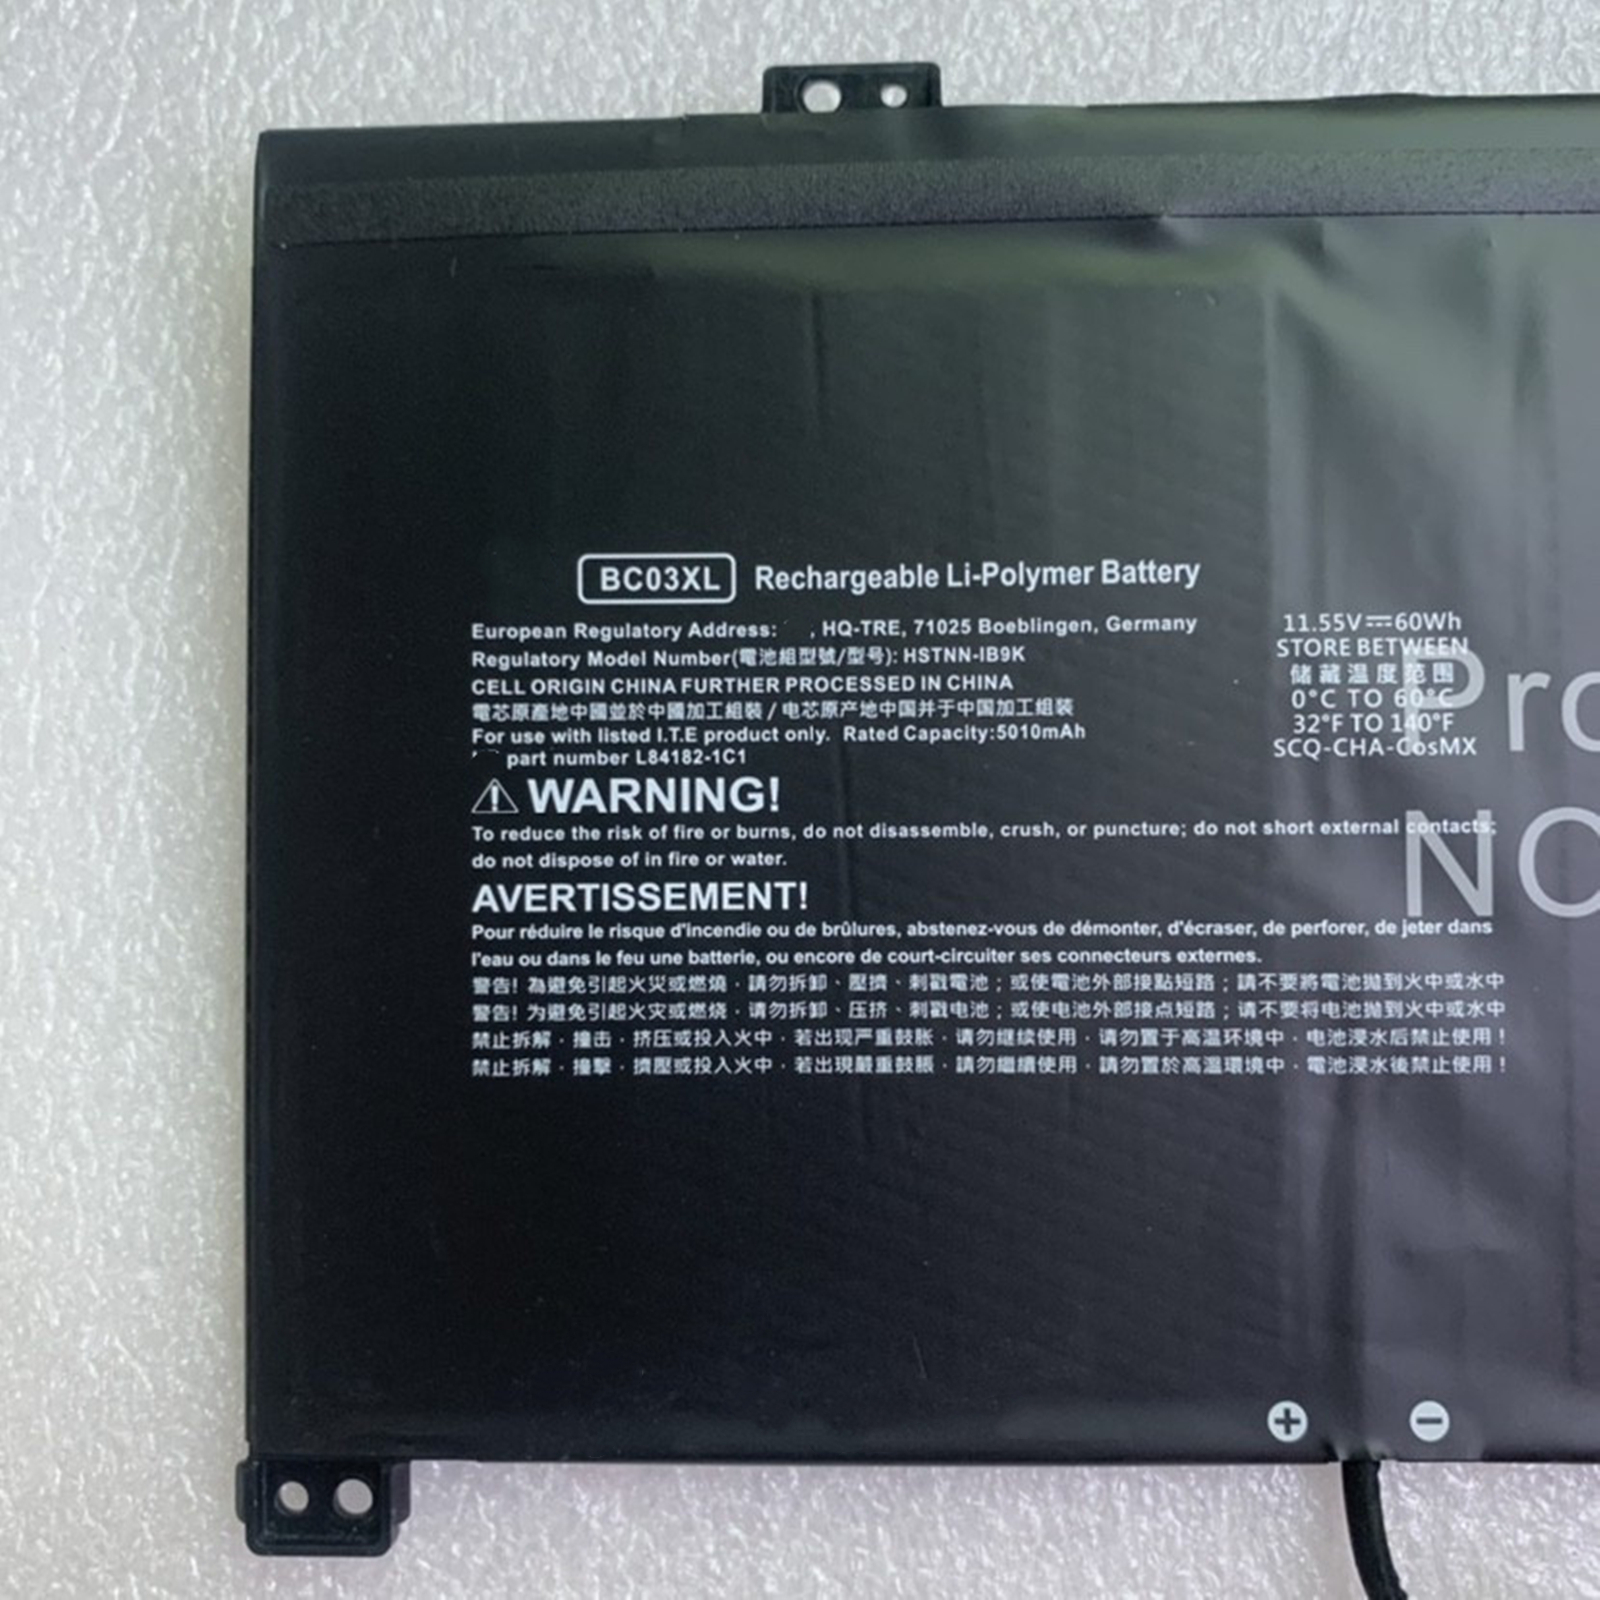 BC03XL Rechargeable Li-Polymer Battery
European Regulatory Address: , HQ-TRE, 71025 Boeblingen, Germany
Regulatory Model Number(電池組型號/型号): HSTNN-IB9K
CELL ORIGIN CHINA FURTHER PROCESSED IN CHINA
電芯原產地中國並於中國加工組裝 / 电芯原产地中国并于中国加工组装
For use with listed I.T.E product only. Rated Capacity:5010mAh
part number L84182-1C1
11.55V⎓60Wh
STORE BETWEEN
储藏温度范围
0°C TO 60°C
32°F TO 140°F
SCQ-CHA-CosMX
⚠ WARNING!
To reduce the risk of fire or burns, do not disassemble, crush, or puncture; do not short external contacts;
do not dispose of in fire or water.
AVERTISSEMENT!
Pour réduire le risque d'incendie ou de brûlures, abstenez-vous de démonter, d'écraser, de perforer, de jeter dans
l'eau ou dans le feu une batterie, ou encore de court-circuiter ses connecteurs externes.
警告! 為避免引起火災或燃燒，請勿拆卸、壓擠、刺戳電池；或使電池外部接點短路；請不要將電池拋到火中或水中
警告! 为避免引起火灾或燃烧，请勿拆卸、压挤、刺戳电池；或使电池外部接点短路；请不要将电池抛到火中或水中
禁止拆解，撞击，挤压或投入火中，若出现严重鼓胀，请勿继续使用，请勿置于高温环境中，电池浸水后禁止使用！
禁止拆解，撞擊，擠壓或投入火中，若出現嚴重鼓脹，請勿繼續使用，請勿置於高溫環境中，電池浸水後禁止使用！
Pro
NO
+ −